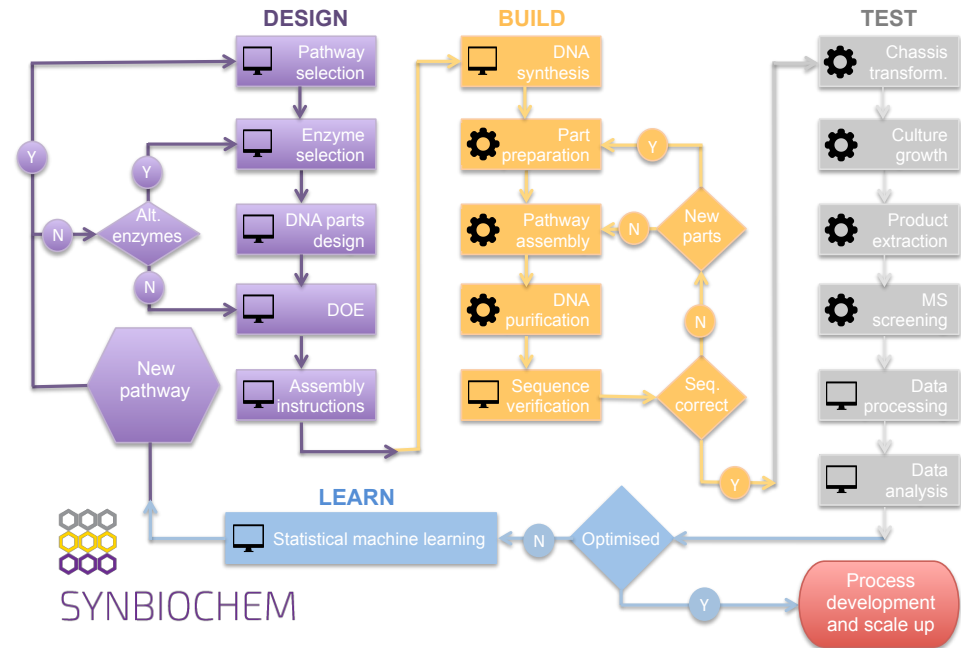 DESIGN
BUILD
TEST
Pathway
selection
Enzyme
selection
DNA parts
design
DOE
Assembly
instructions
Y
N
Alt.
enzymes
Y
N
New
pathway
DNA
synthesis
Part
preparation
Pathway
assembly
DNA
purification
Sequence
verification
Y
N
New
parts
N
Seq.
correct
Y
Chassis
transform.
Culture
growth
Product
extraction
MS
screening
Data
processing
Data
analysis
LEARN
Statistical machine learning
N
Optimised
Y
Process
development
and scale up
SYNBIOCHEM